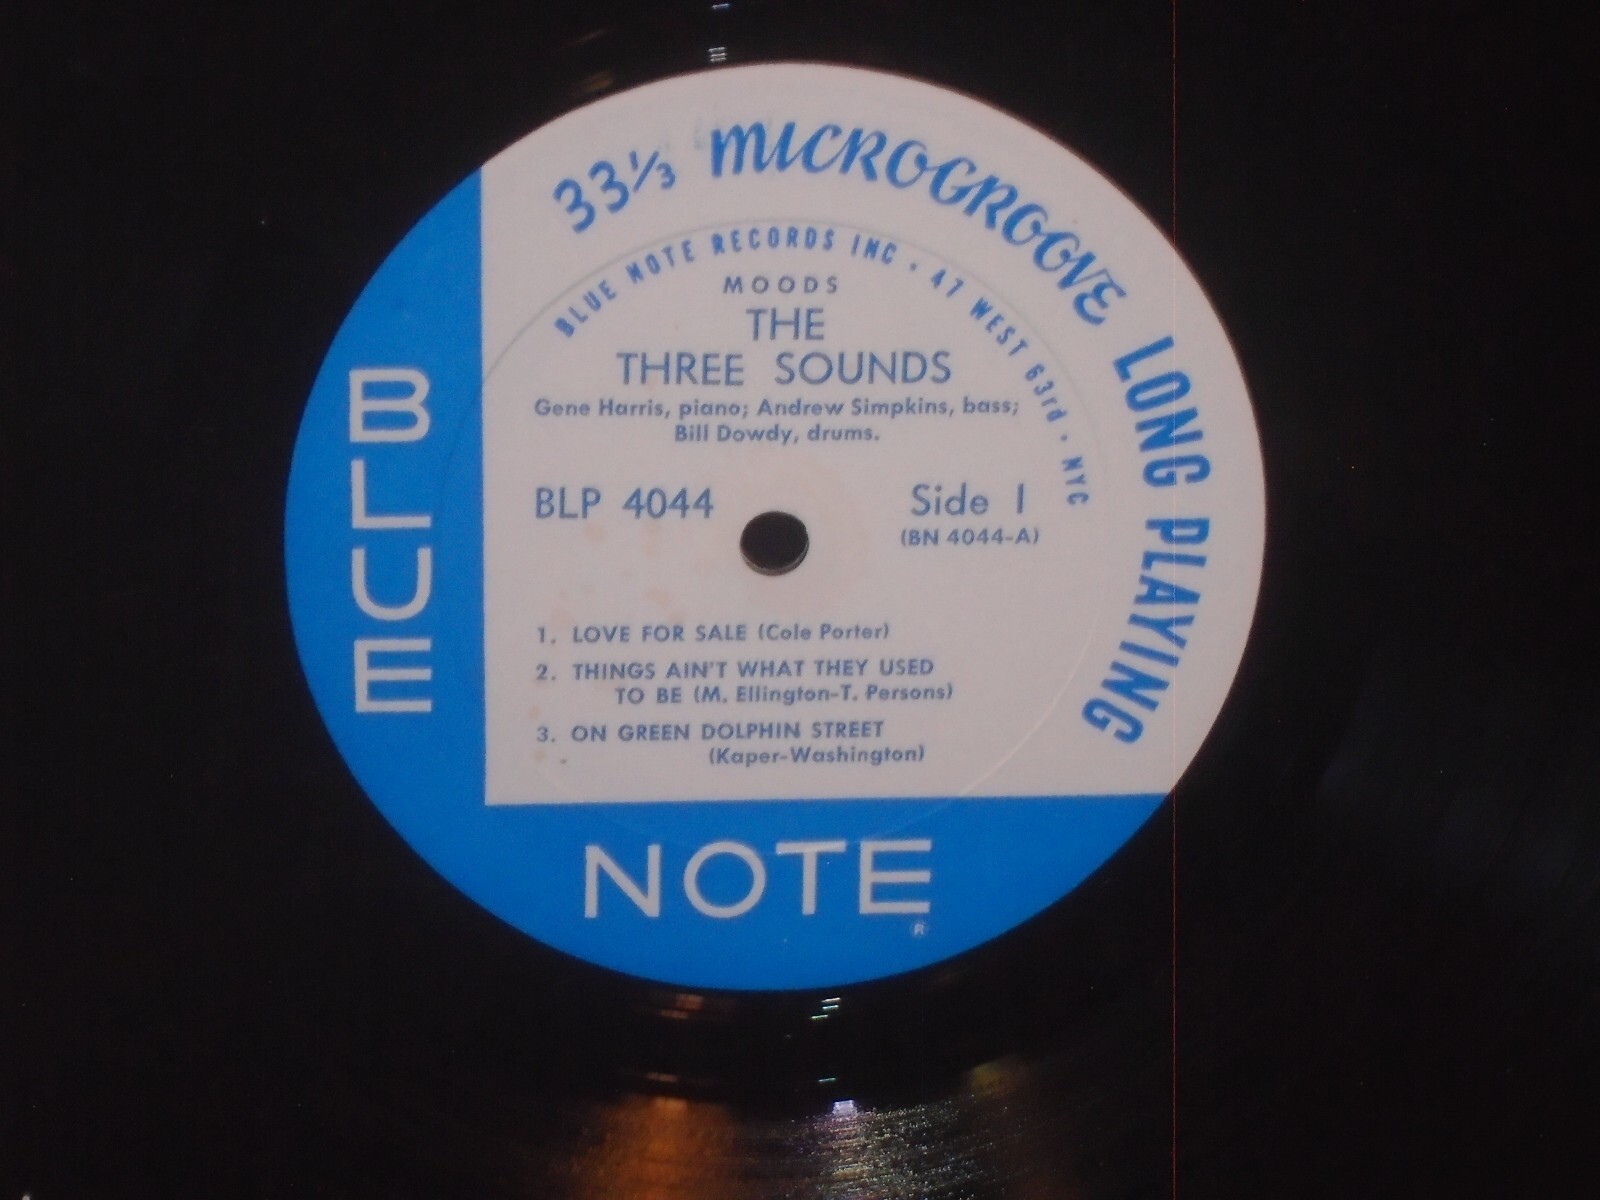 33⅓ MICROGROOVE LONG PLAYING
BLUE NOTE RECORDS INC · 47 WEST 63rd · NYC
MOODS
THE
THREE SOUNDS
Gene Harris, piano; Andrew Simpkins, bass;
Bill Dowdy, drums.
BLP 4044
Side 1
(BN 4044-A)
1. LOVE FOR SALE (Cole Porter)
2. THINGS AIN'T WHAT THEY USED
TO BE (M. Ellington-T. Persons)
3. ON GREEN DOLPHIN STREET
(Kaper-Washington)
BLUE
NOTE
R